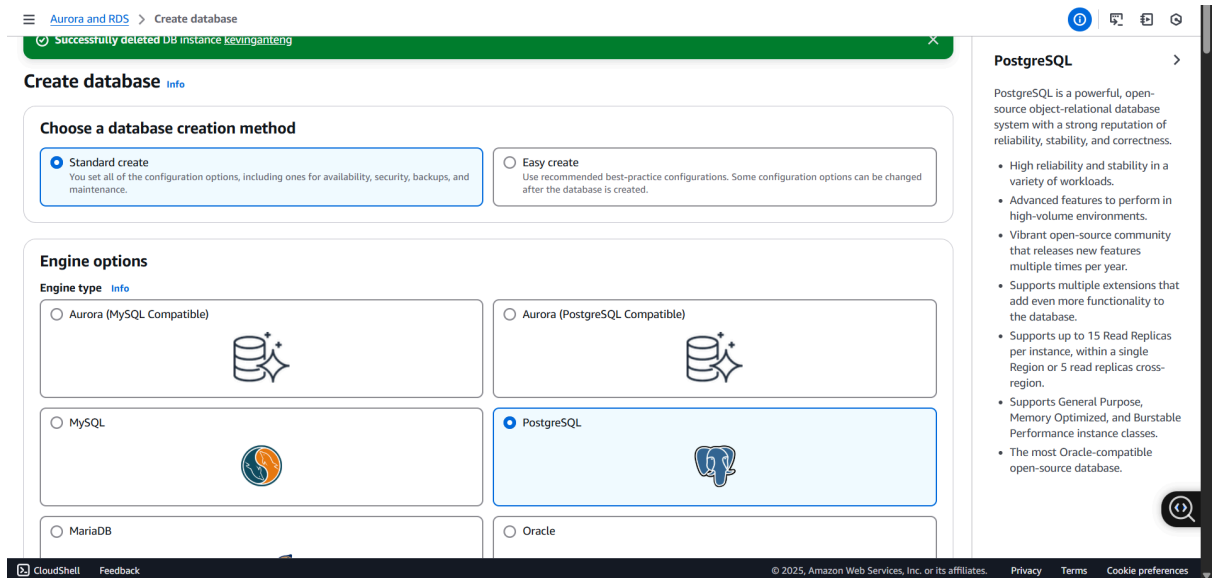 Aurora and RDS > Create database
Successfully deleted DB instance kevinganteng
Create database Info
Choose a database creation method
Standard create
You set all of the configuration options, including ones for availability, security, backups, and
maintenance.
Easy create
Use recommended best-practice configurations. Some configuration options can be changed
after the database is created.
Engine options
Engine type Info
Aurora (MySQL Compatible)
Aurora (PostgreSQL Compatible)
MySQL
PostgreSQL
MariaDB
Oracle
PostgreSQL
PostgreSQL is a powerful, open-
source object-relational database
system with a strong reputation of
reliability, stability, and correctness.
• High reliability and stability in a
variety of workloads.
• Advanced features to perform in
high-volume environments.
• Vibrant open-source community
that releases new features
multiple times per year.
• Supports multiple extensions that
add even more functionality to
the database.
• Supports up to 15 Read Replicas
per instance, within a single
Region or 5 read replicas cross-
region.
• Supports General Purpose,
Memory Optimized, and Burstable
Performance instance classes.
• The most Oracle-compatible
open-source database.
CloudShell Feedback © 2025, Amazon Web Services, Inc. or its affiliates. Privacy Terms Cookie preferences